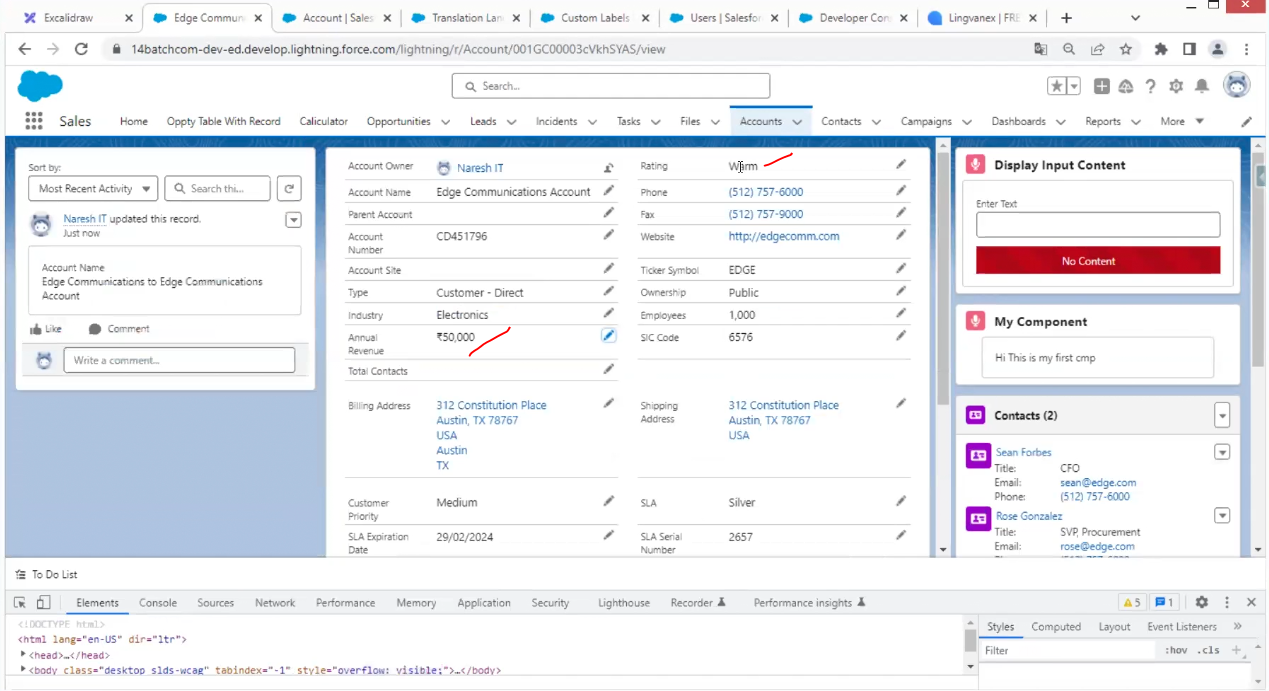 Excalidraw
Edge Commun
Account | Sales
Translation Lan
Custom Labels
Users | Salesfor
Developer Con
Lingvanex | FRE
14batchcom-dev-ed.develop.lightning.force.com/lightning/r/Account/001GC00003cVkhSYAS/view
Search...
Sales
Home
Oppty Table With Record
Calculator
Opportunities
Leads
Incidents
Tasks
Files
Accounts
Contacts
Campaigns
Dashboards
Reports
More
Sort by:
Most Recent Activity
Search thi...
Naresh IT updated this record.
Just now
Account Name
Edge Communications to Edge Communications
Account
Like
Comment
Write a comment...
Account Owner
Naresh IT
Account Name
Edge Communications Account
Parent Account
Account
Number
CD451796
Account Site
Type
Customer - Direct
Industry
Electronics
Annual
Revenue
₹50,000
Total Contacts
Billing Address
312 Constitution Place
Austin, TX 78767
USA
Austin
TX
Customer
Priority
Medium
SLA Expiration
Date
29/02/2024
Rating
Warm
Phone
(512) 757-6000
Fax
(512) 757-9000
Website
http://edgecomm.com
Ticker Symbol
EDGE
Ownership
Public
Employees
1,000
SIC Code
6576
Shipping
Address
312 Constitution Place
Austin, TX 78767
USA
SLA
Silver
SLA Serial
Number
2657
Display Input Content
Enter Text
No Content
My Component
Hi This is my first cmp
Contacts (2)
Sean Forbes
Title: CFO
Email: sean@edge.com
Phone: (512) 757-6000
Rose Gonzalez
Title: SVP, Procurement
Email: rose@edge.com
To Do List
Elements
Console
Sources
Network
Performance
Memory
Application
Security
Lighthouse
Recorder
Performance insights
5
1
<!DOCTYPE html>
<html lang="en-US" dir="ltr">
<head>…</head>
<body class="desktop slds-wcag" tabindex="-1" style="overflow: visible;">…</body>
Styles
Computed
Layout
Event Listeners
Filter
:hov
.cls